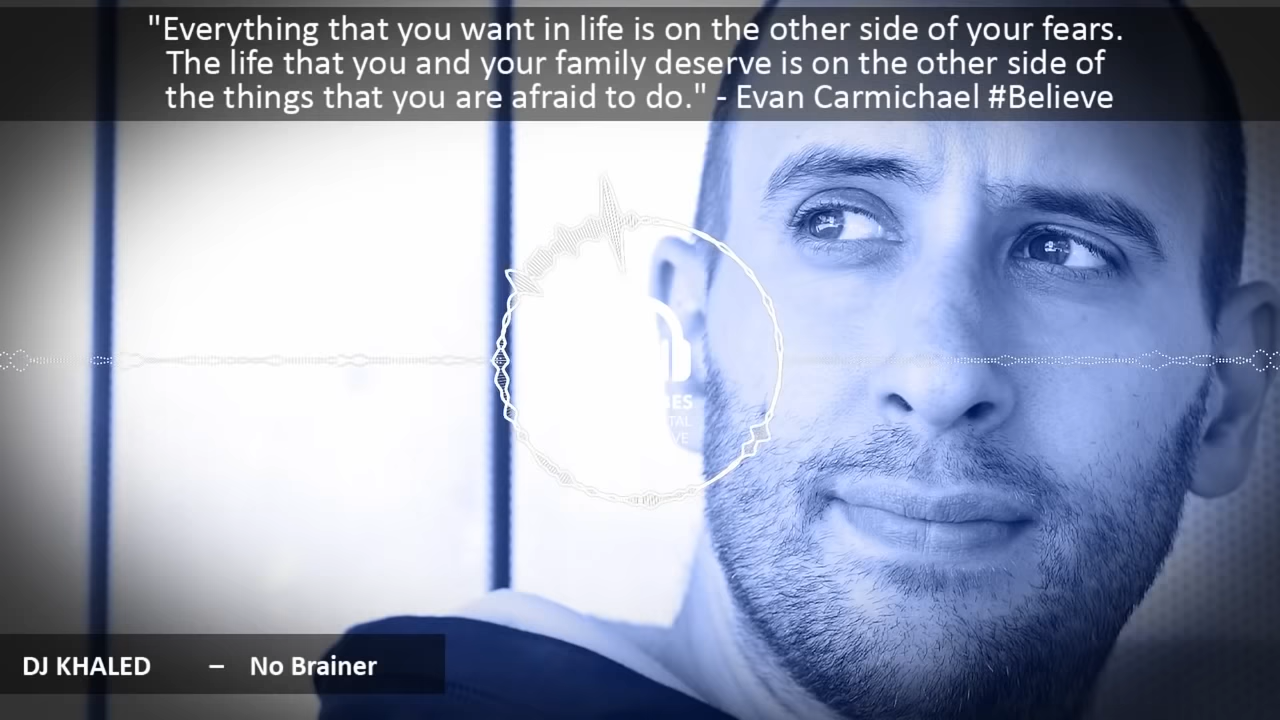 "Everything that you want in life is on the other side of your fears.
The life that you and your family deserve is on the other side of
the things that you are afraid to do." - Evan Carmichael #Believe
DJ KHALED – No Brainer